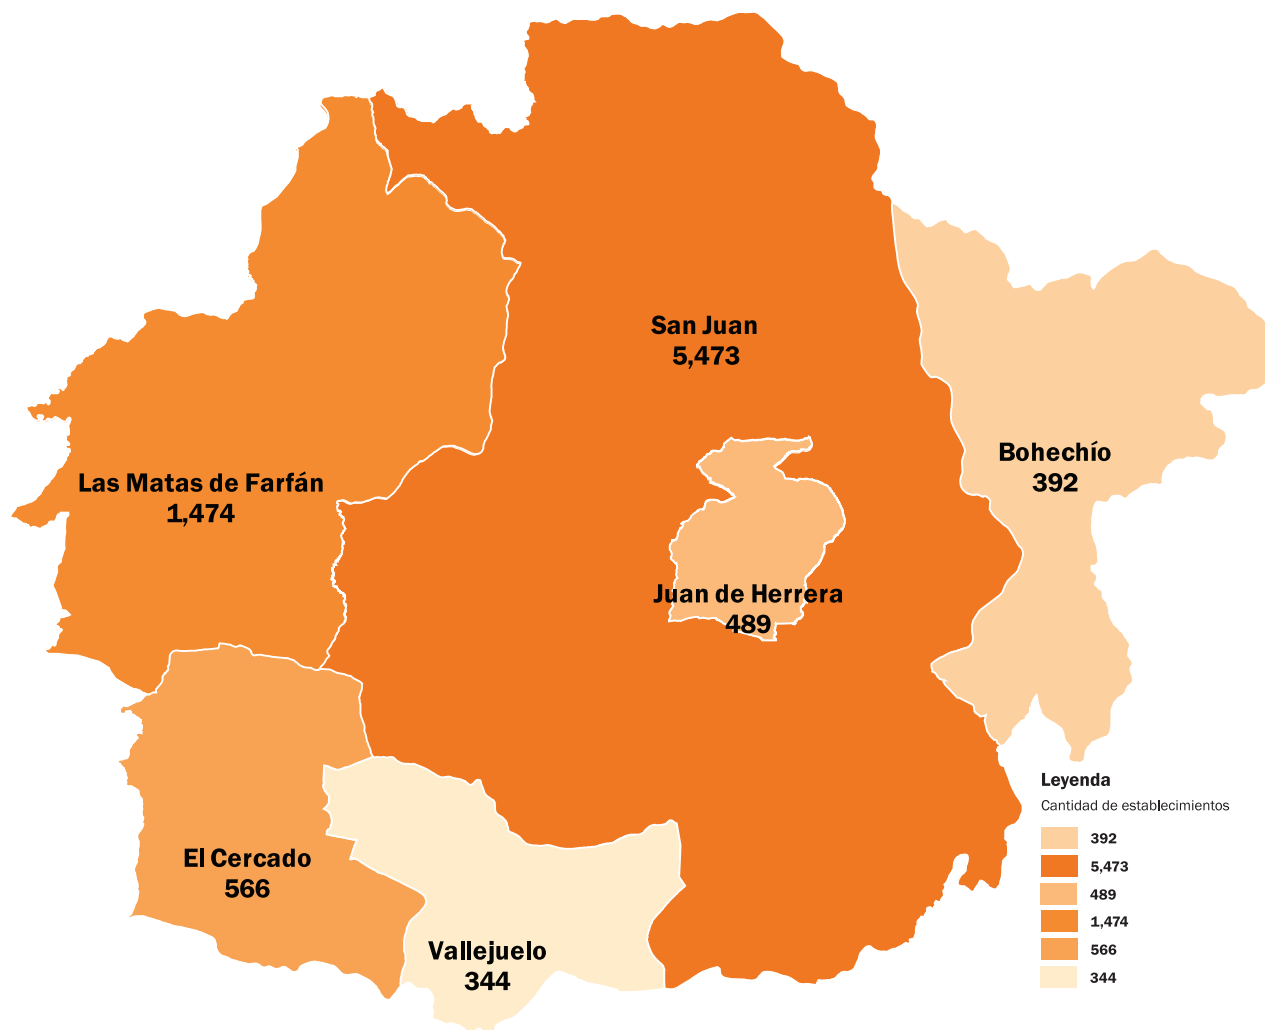 San Juan
5,473
Bohechío
392
Las Matas de Farfán
1,474
Juan de Herrera
489
El Cercado
566
Vallejuelo
344
Leyenda
Cantidad de establecimientos
392
5,473
489
1,474
566
344